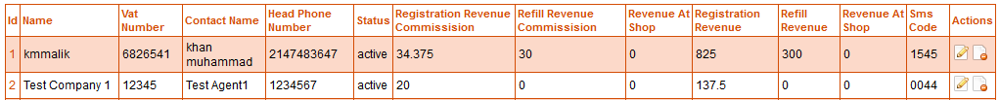 Id Name Vat Number Contact Name Head Phone Number Status Registration Revenue Commission Refill Revenue Commisssion Revenue At Shop Registration Revenue Refill Revenue Revenue At Shop Sms Code Actions
1 kmmalik 6826541 khan muhammad 2147483647 active 34.375 30 0 825 300 0 1545
2 Test Company 1 12345 Test Agent1 1234567 active 20 0 0 137.5 0 0 0044